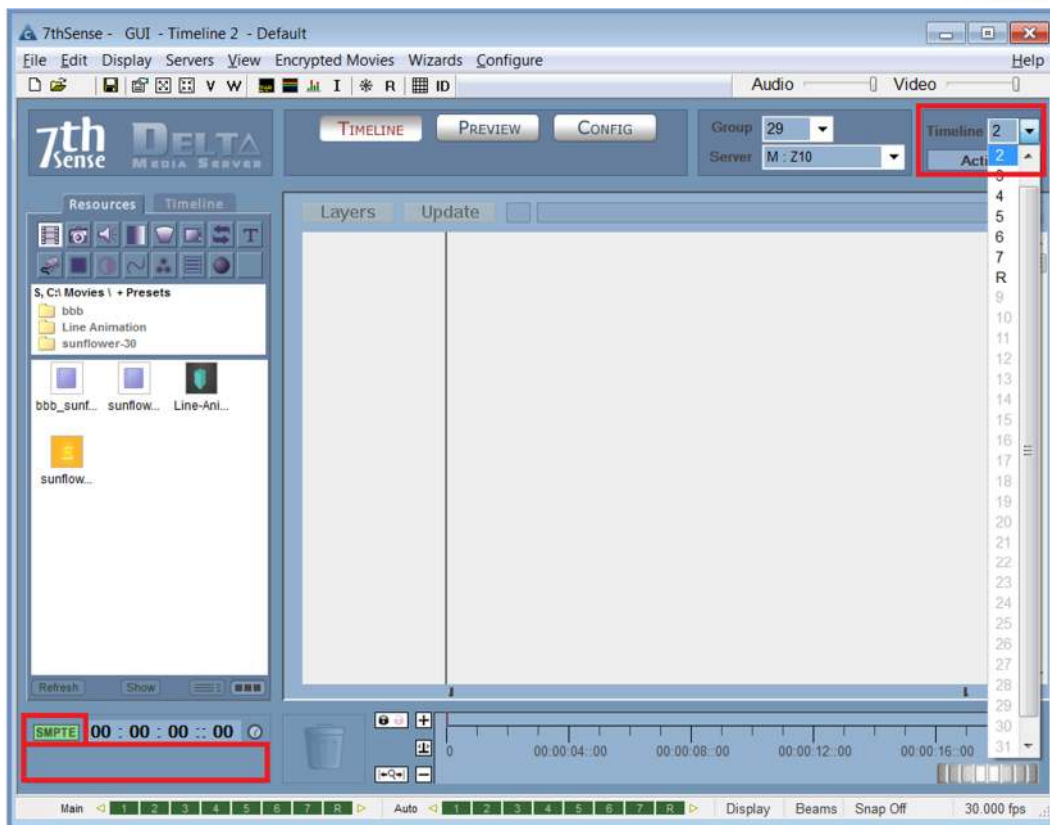 7thSense - GUI - Timeline 2 - Default
File Edit Display Servers View Encrypted Movies Wizards Configure Help
V W I R ID Audio Video
7th sense DELTA MEDIA SERVER
TIMELINE PREVIEW CONFIG
Group 29
Server M : Z10
Timeline 2
Acti
2
3
4
5
6
7
R
9
10
11
12
13
14
15
16
17
18
19
20
21
22
23
24
25
26
27
28
29
30
31
Resources Timeline
T
S, C:\ Movies \ + Presets
bbb
Line Animation
sunflower-30
bbb_sunf... sunflow... Line-Ani...
sunflow...
Refresh Show
Layers Update
SMPTE 00 : 00 : 00 :: 00
0 00:00:04::00 00:00:08::00 00:00:12::00 00:00:16::00
Main 1 2 3 4 5 6 7 R Auto 1 2 3 4 5 6 7 R Display Beams Snap Off 30.000 fps